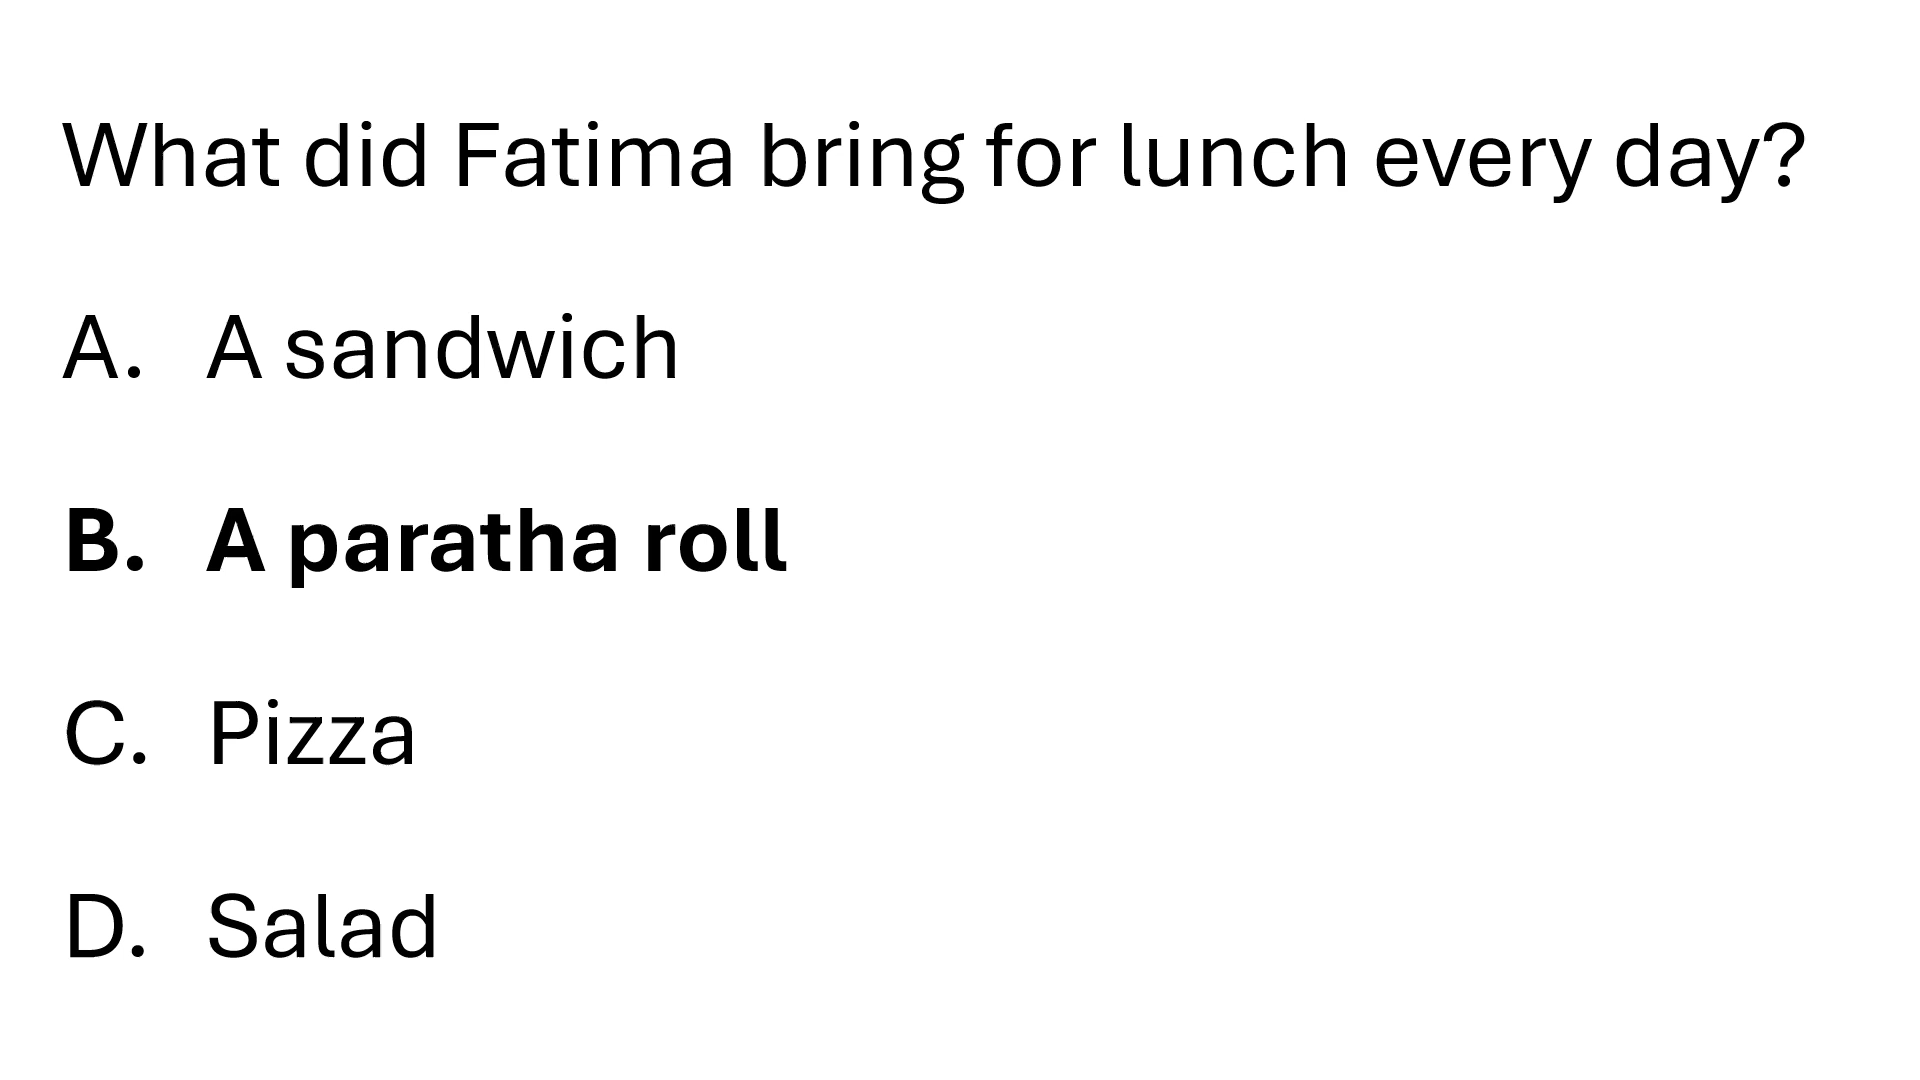 What did Fatima bring for lunch every day?
A. A sandwich
B. A paratha roll
C. Pizza
D. Salad